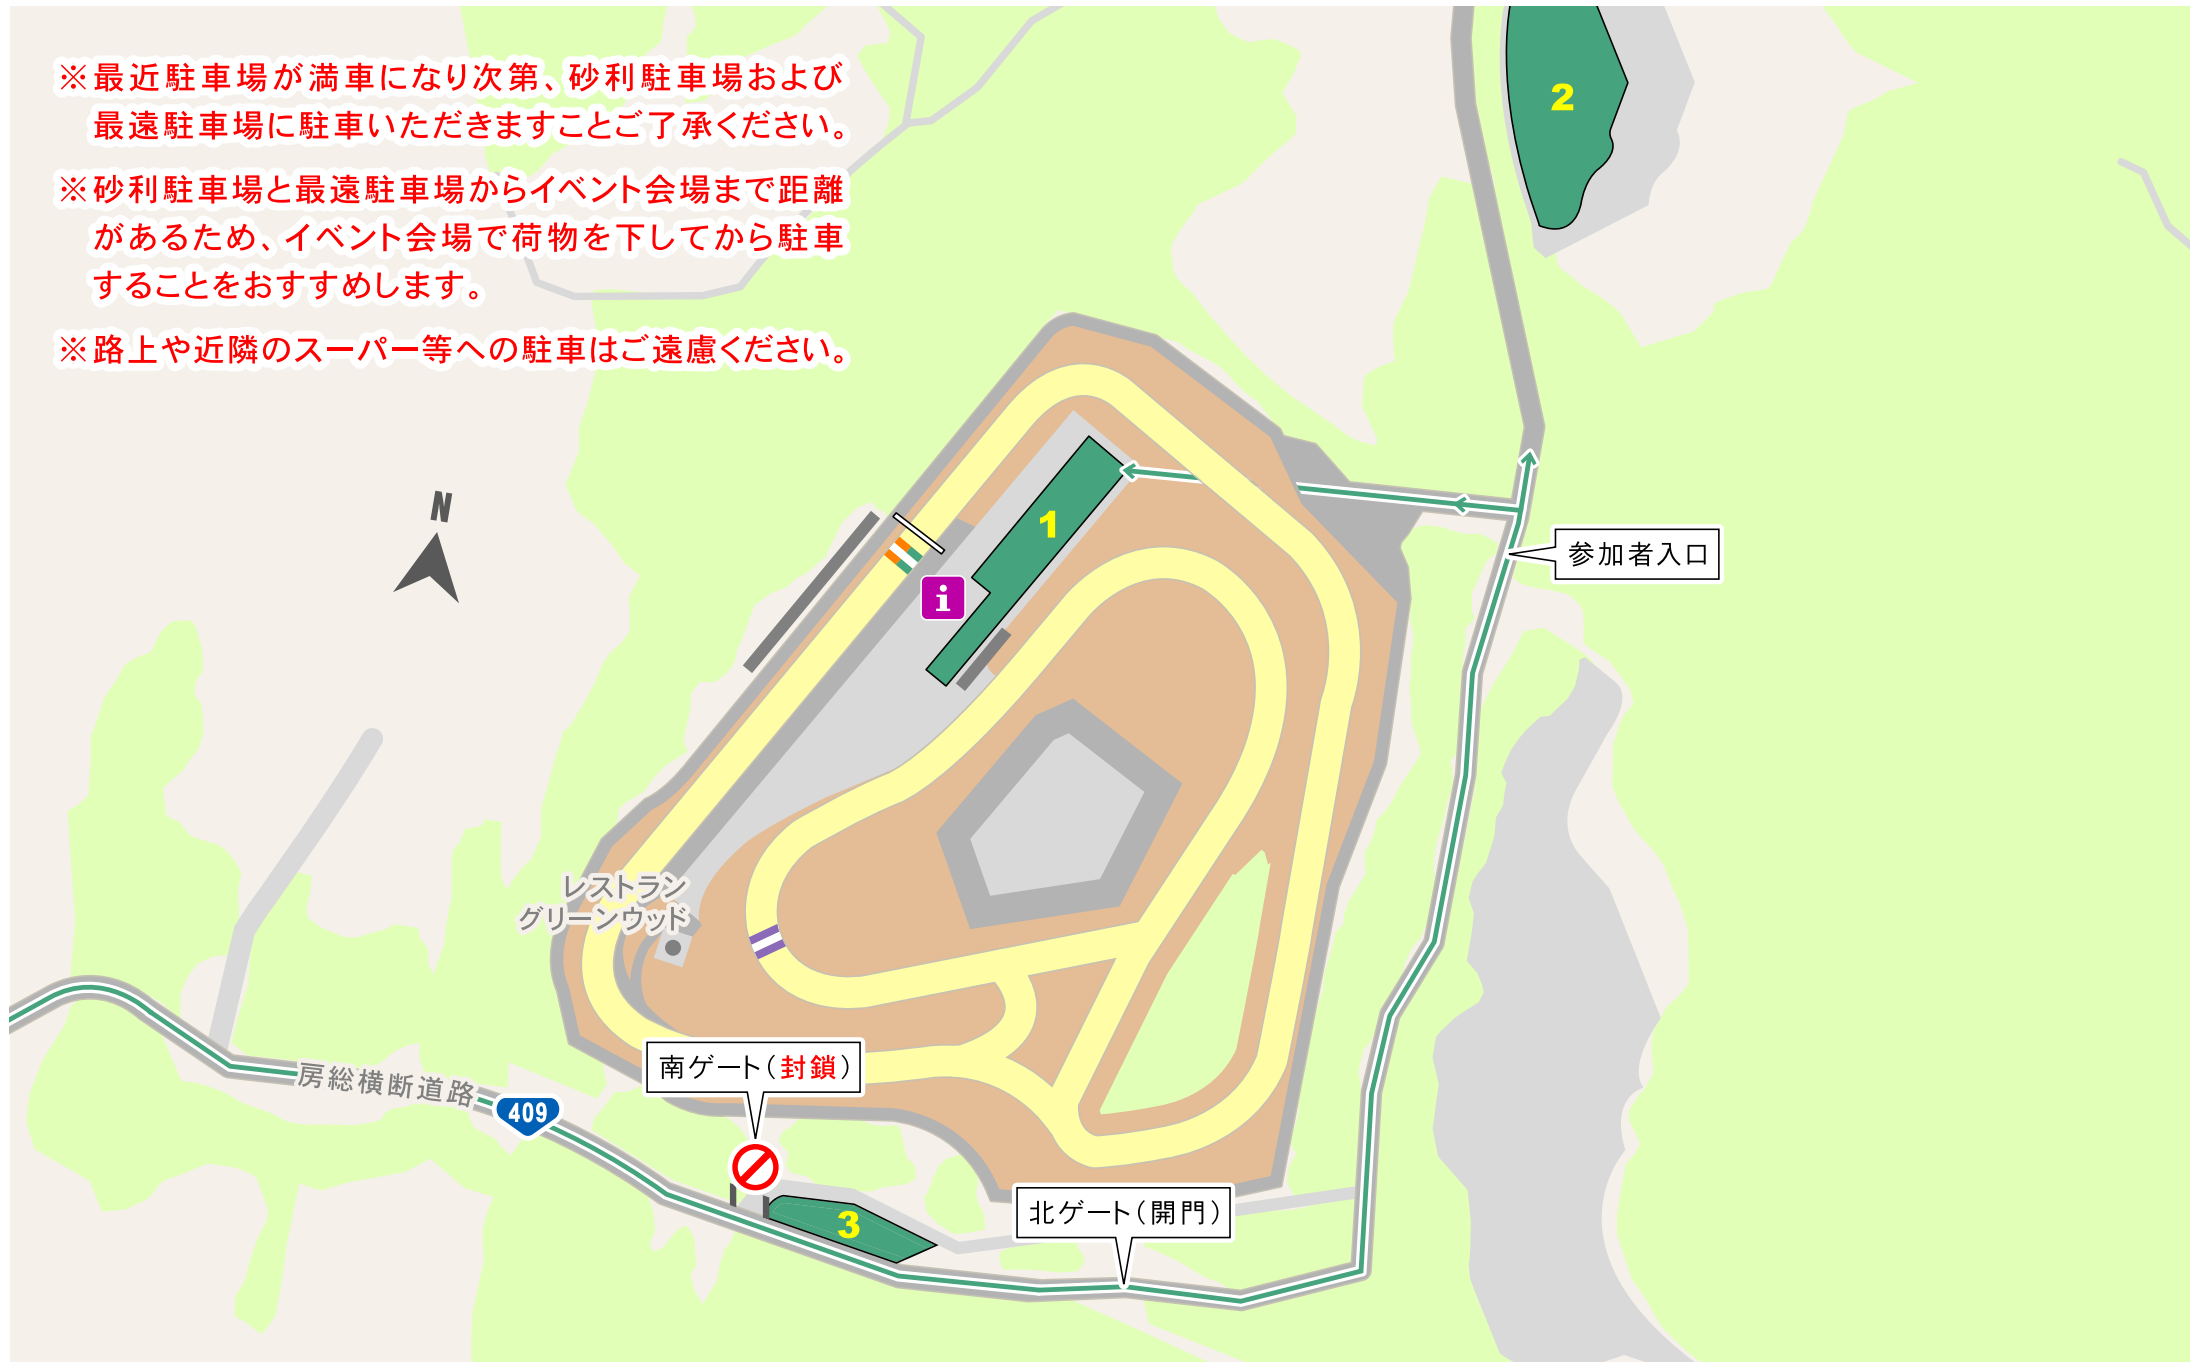 ※最近駐車場が満車になり次第、砂利駐車場および
最遠駐車場に駐車いただきますことご了承ください。
※砂利駐車場と最遠駐車場からイベント会場まで距離
があるため、イベント会場で荷物を下してから駐車
することをおすすめします。
※路上や近隣のスーパー等への駐車はご遠慮ください。
2
N
1
i
参加者入口
レストラン
グリーンウッド
南ゲート（封鎖）
房総横断道路
409
3
北ゲート（開門）